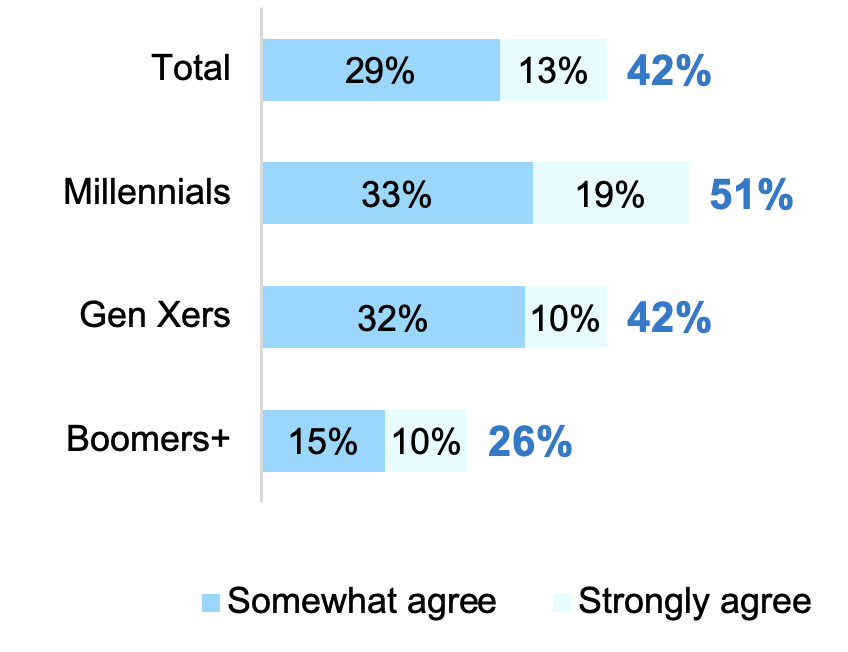 Total 29% 13% 42%
Millennials 33% 19% 51%
Gen Xers 32% 10% 42%
Boomers+ 15% 10% 26%
Somewhat agree Strongly agree